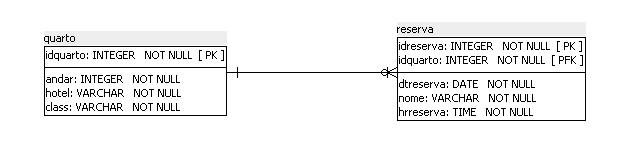 quarto
idquarto: INTEGER NOT NULL [ PK ]
andar: INTEGER NOT NULL
hotel: VARCHAR NOT NULL
class: VARCHAR NOT NULL
reserva
idreserva: INTEGER NOT NULL [ PK ]
idquarto: INTEGER NOT NULL [ PFK ]
dtreserva: DATE NOT NULL
nome: VARCHAR NOT NULL
hrreserva: TIME NOT NULL